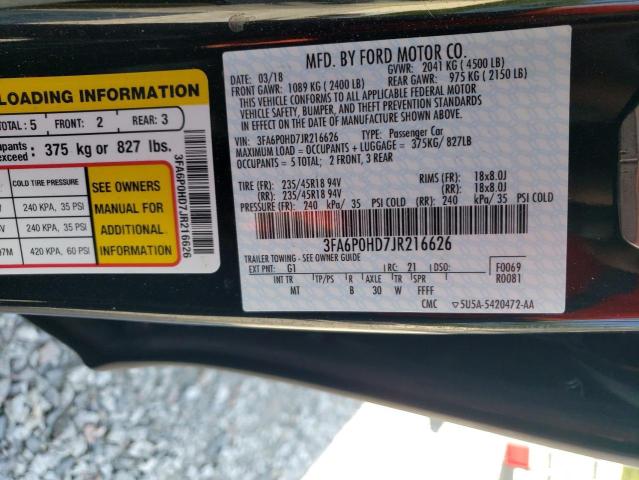 LOADING INFORMATION
TOTAL: 5 FRONT: 2 REAR: 3
exceed: 375 kg or 827 lbs.
COLD TIRE PRESSURE
240 KPA, 35 PSI
240 KPA, 35 PSI
420 KPA, 60 PSI
SEE OWNERS
MANUAL FOR
ADDITIONAL
INFORMATION
3FA6P0HD7JR216626
MFD. BY FORD MOTOR CO.
DATE: 03/18 GVWR: 2041 KG ( 4500 LB)
FRONT GAWR: 1089 KG ( 2400 LB) REAR GAWR: 975 KG ( 2150 LB)
THIS VEHICLE CONFORMS TO ALL APPLICABLE FEDERAL MOTOR
VEHICLE SAFETY, BUMPER, AND THEFT PREVENTION STANDARDS
IN EFFECT ON THE DATE OF MANUFACTURE SHOWN ABOVE.
VIN: 3FA6P0HD7JR216626 TYPE: Passenger Car
MAXIMUM LOAD = OCCUPANTS + LUGGAGE = 375KG/ 827LB
OCCUPANTS = 5 TOTAL; 2 FRONT, 3 REAR
TIRE (FR): 235/45R18 94V RIMS (FR): 18x8.0J
(RR): 235/45R18 94V (RR): 18x8.0J
PRESSURE (FR): 240 kPa/ 35 PSI COLD (RR): 240 kPa/ 35 PSI COLD
3FA6P0HD7JR216626
TRAILER TOWING - SEE OWNER GUIDE
EXT PNT: G1 RC: 21 DSO: F0069
INT TR TP/PS R AXLE TR SPR R0081
MT B 30 W FFFF
CMC ▽5U5A-5420472-AA